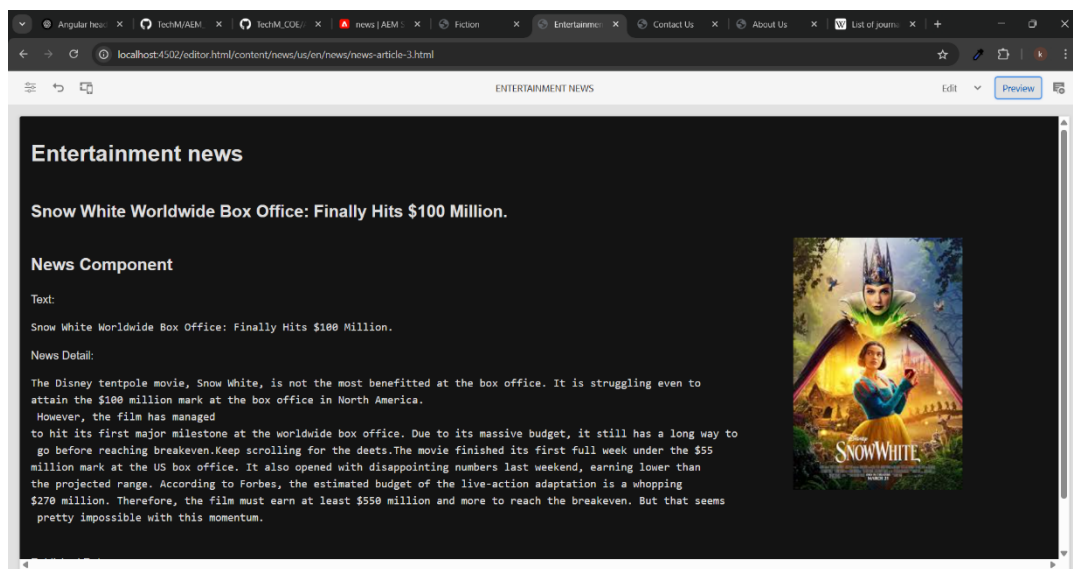 Angular head
TechM/AEM_
TechM_COE/
news | AEM S
Fiction
Entertainmen
Contact Us
About Us
W List of journa
localhost:4502/editor.html/content/news/us/en/news/news-article-3.html
k
ENTERTAINMENT NEWS
Edit
Preview
Entertainment news
Snow White Worldwide Box Office: Finally Hits $100 Million.
News Component
Text:
Snow White Worldwide Box Office: Finally Hits $100 Million.
News Detail:
The Disney tentpole movie, Snow White, is not the most benefitted at the box office. It is struggling even to
attain the $100 million mark at the box office in North America.
However, the film has managed
to hit its first major milestone at the worldwide box office. Due to its massive budget, it still has a long way to
go before reaching breakeven.Keep scrolling for the deets.The movie finished its first full week under the $55
million mark at the US box office. It also opened with disappointing numbers last weekend, earning lower than
the projected range. According to Forbes, the estimated budget of the live-action adaptation is a whopping
$270 million. Therefore, the film must earn at least $550 million and more to reach the breakeven. But that seems
pretty impossible with this momentum.
Disney
SNOW WHITE
MARCH 21